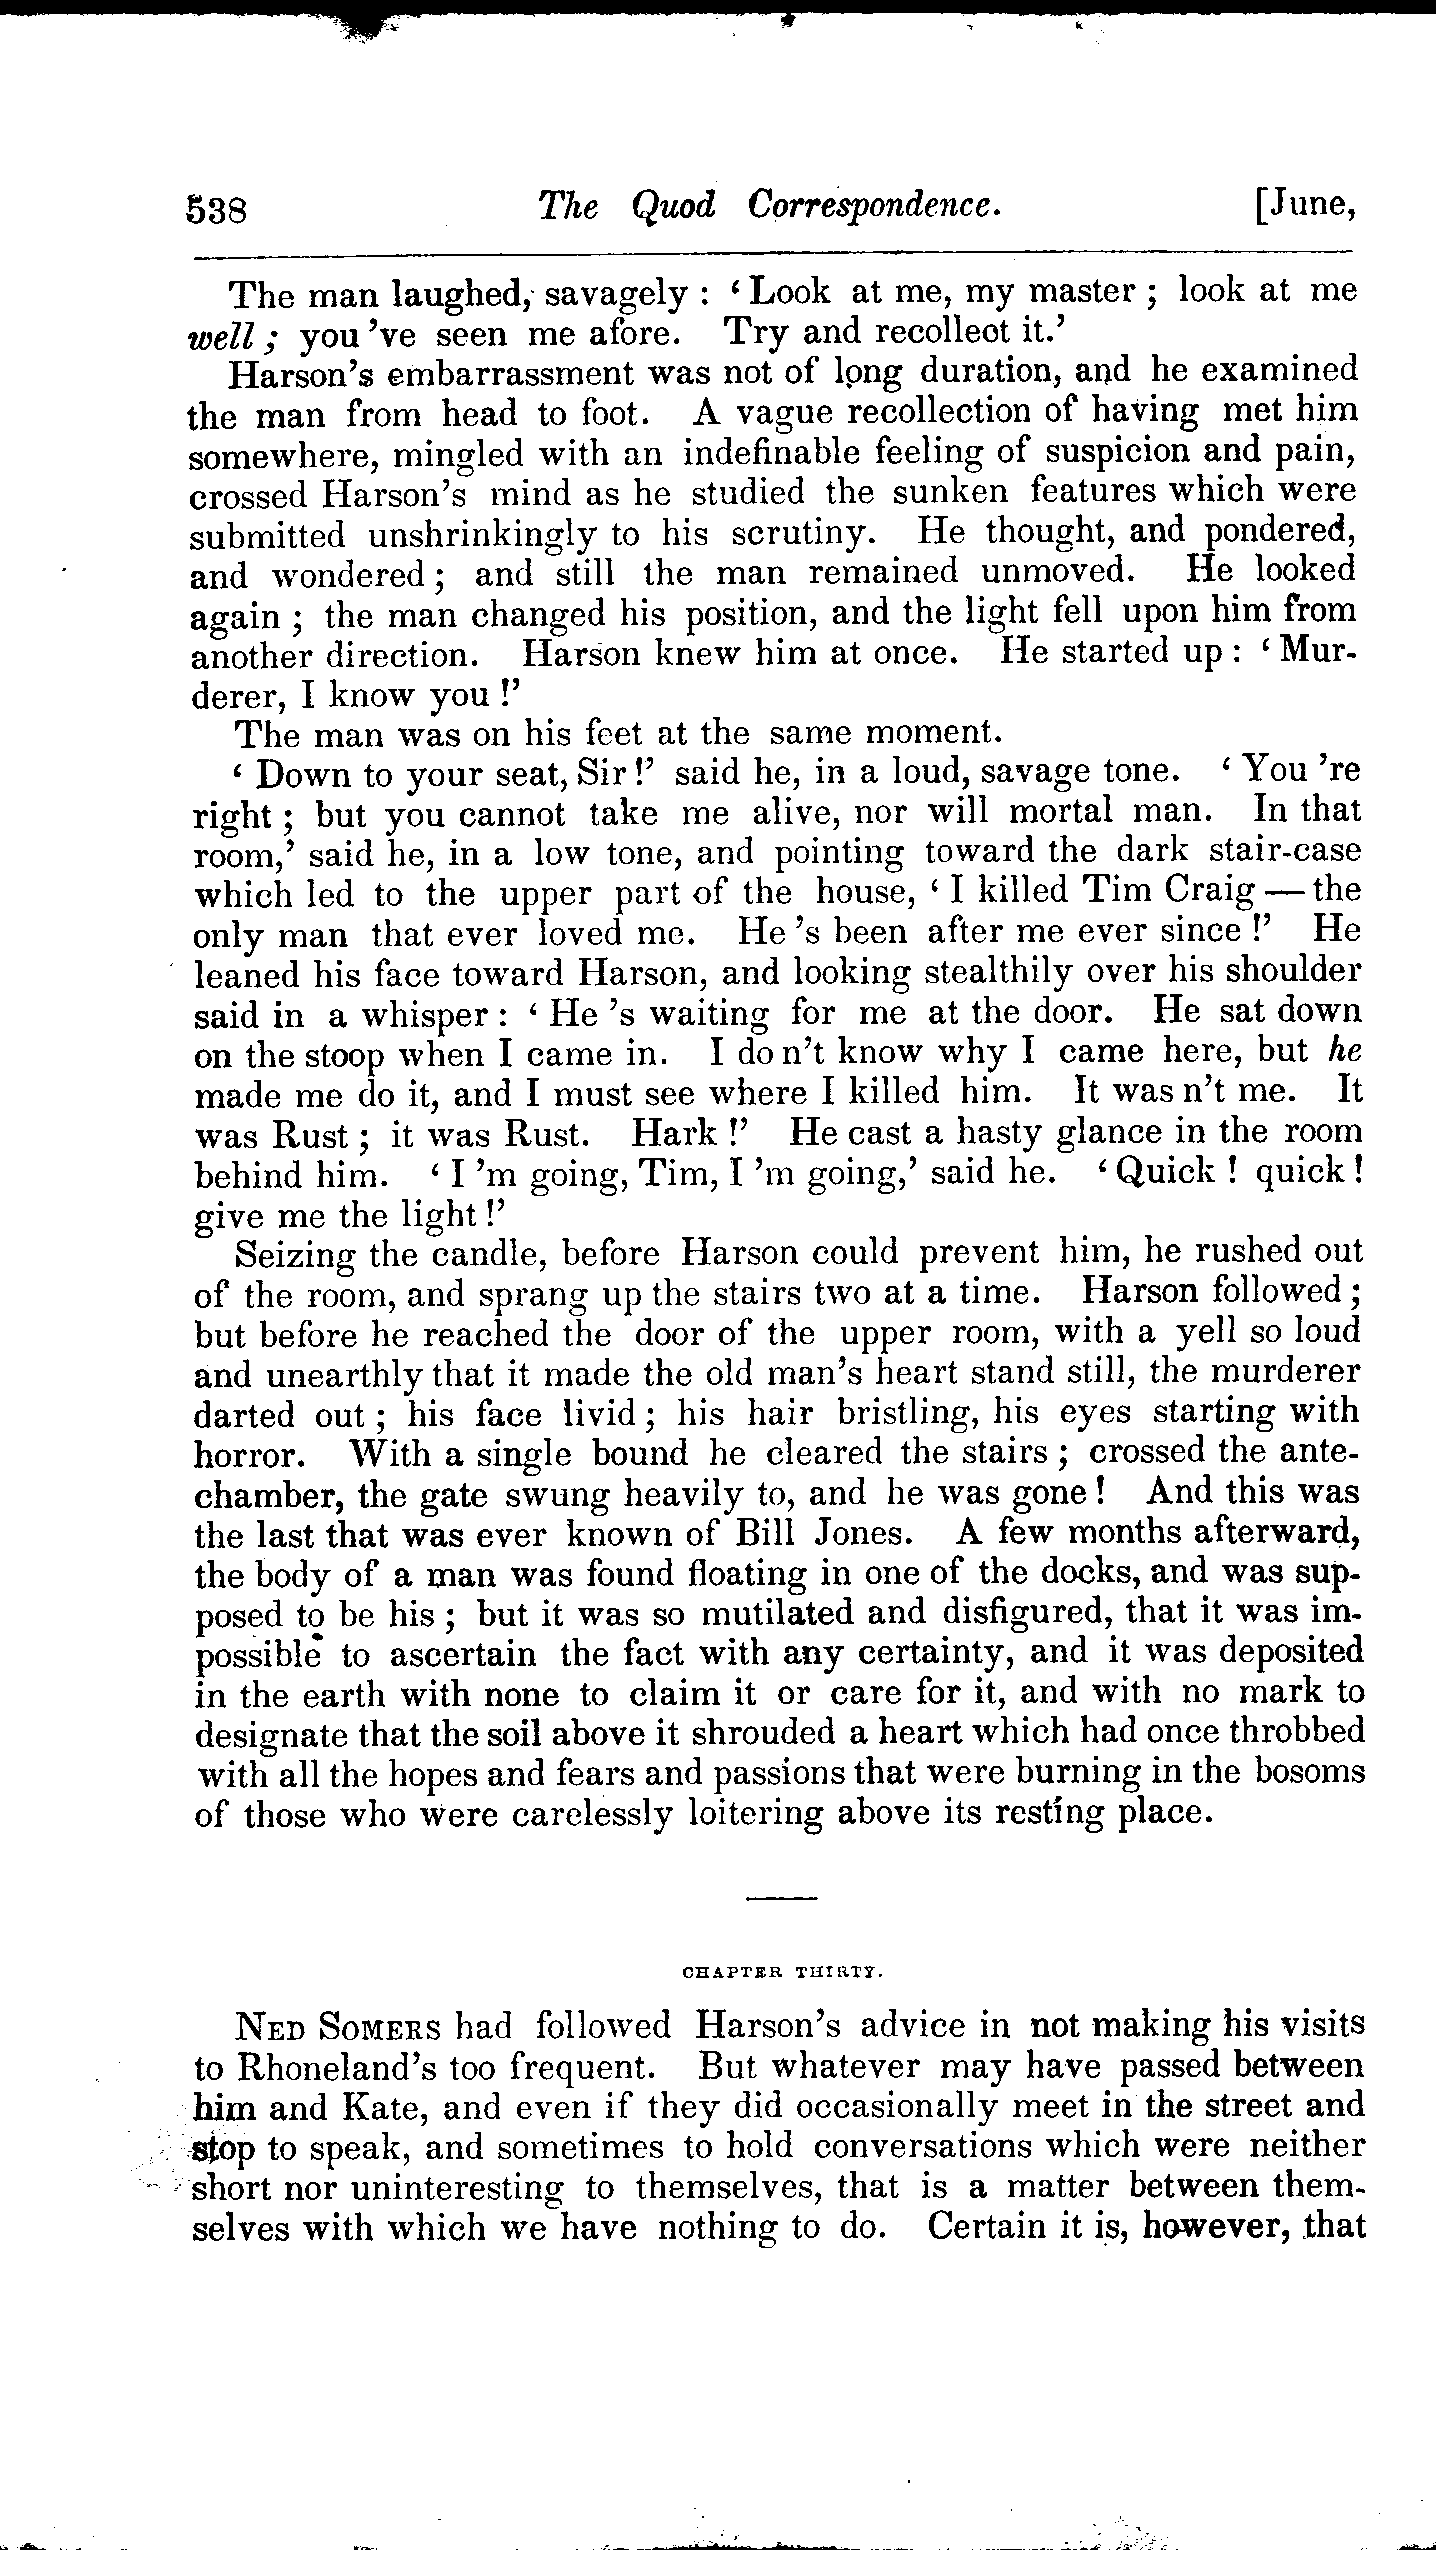 538 The Quod Correspondence. [June,
The man laughed, savagely : ‘ Look at me, my master ; look at me
well ; you ’ve seen me afore. Try and recollect it.’
Harson’s embarrassment was not of long duration, and he examined
the man from head to foot. A vague recollection of having met him
somewhere, mingled with an indefinable feeling of suspicion and pain,
crossed Harson’s mind as he studied the sunken features which were
submitted unshrinkingly to his scrutiny. He thought, and pondered,
and wondered ; and still the man remained unmoved. He looked
again ; the man changed his position, and the light fell upon him from
another direction. Harson knew him at once. He started up : ‘ Mur-
derer, I know you !’
The man was on his feet at the same moment.
‘ Down to your seat, Sir !’ said he, in a loud, savage tone. ‘ You ’re
right ; but you cannot take me alive, nor will mortal man. In that
room,’ said he, in a low tone, and pointing toward the dark stair-case
which led to the upper part of the house, ‘ I killed Tim Craig — the
only man that ever loved me. He ’s been after me ever since !’ He
leaned his face toward Harson, and looking stealthily over his shoulder
said in a whisper : ‘ He ’s waiting for me at the door. He sat down
on the stoop when I came in. I do n’t know why I came here, but he
made me do it, and I must see where I killed him. It was n’t me. It
was Rust ; it was Rust. Hark !’ He cast a hasty glance in the room
behind him. ‘ I ’m going, Tim, I ’m going,’ said he. ‘ Quick ! quick !
give me the light !’
Seizing the candle, before Harson could prevent him, he rushed out
of the room, and sprang up the stairs two at a time. Harson followed ;
but before he reached the door of the upper room, with a yell so loud
and unearthly that it made the old man’s heart stand still, the murderer
darted out ; his face livid ; his hair bristling, his eyes starting with
horror. With a single bound he cleared the stairs ; crossed the ante-
chamber, the gate swung heavily to, and he was gone ! And this was
the last that was ever known of Bill Jones. A few months afterward,
the body of a man was found floating in one of the docks, and was sup-
posed to be his ; but it was so mutilated and disfigured, that it was im-
possible to ascertain the fact with any certainty, and it was deposited
in the earth with none to claim it or care for it, and with no mark to
designate that the soil above it shrouded a heart which had once throbbed
with all the hopes and fears and passions that were burning in the bosoms
of those who were carelessly loitering above its resting place.
CHAPTER THIRTY.
NED SOMERS had followed Harson’s advice in not making his visits
to Rhoneland’s too frequent. But whatever may have passed between
him and Kate, and even if they did occasionally meet in the street and
stop to speak, and sometimes to hold conversations which were neither
short nor uninteresting to themselves, that is a matter between them-
selves with which we have nothing to do. Certain it is, however, that